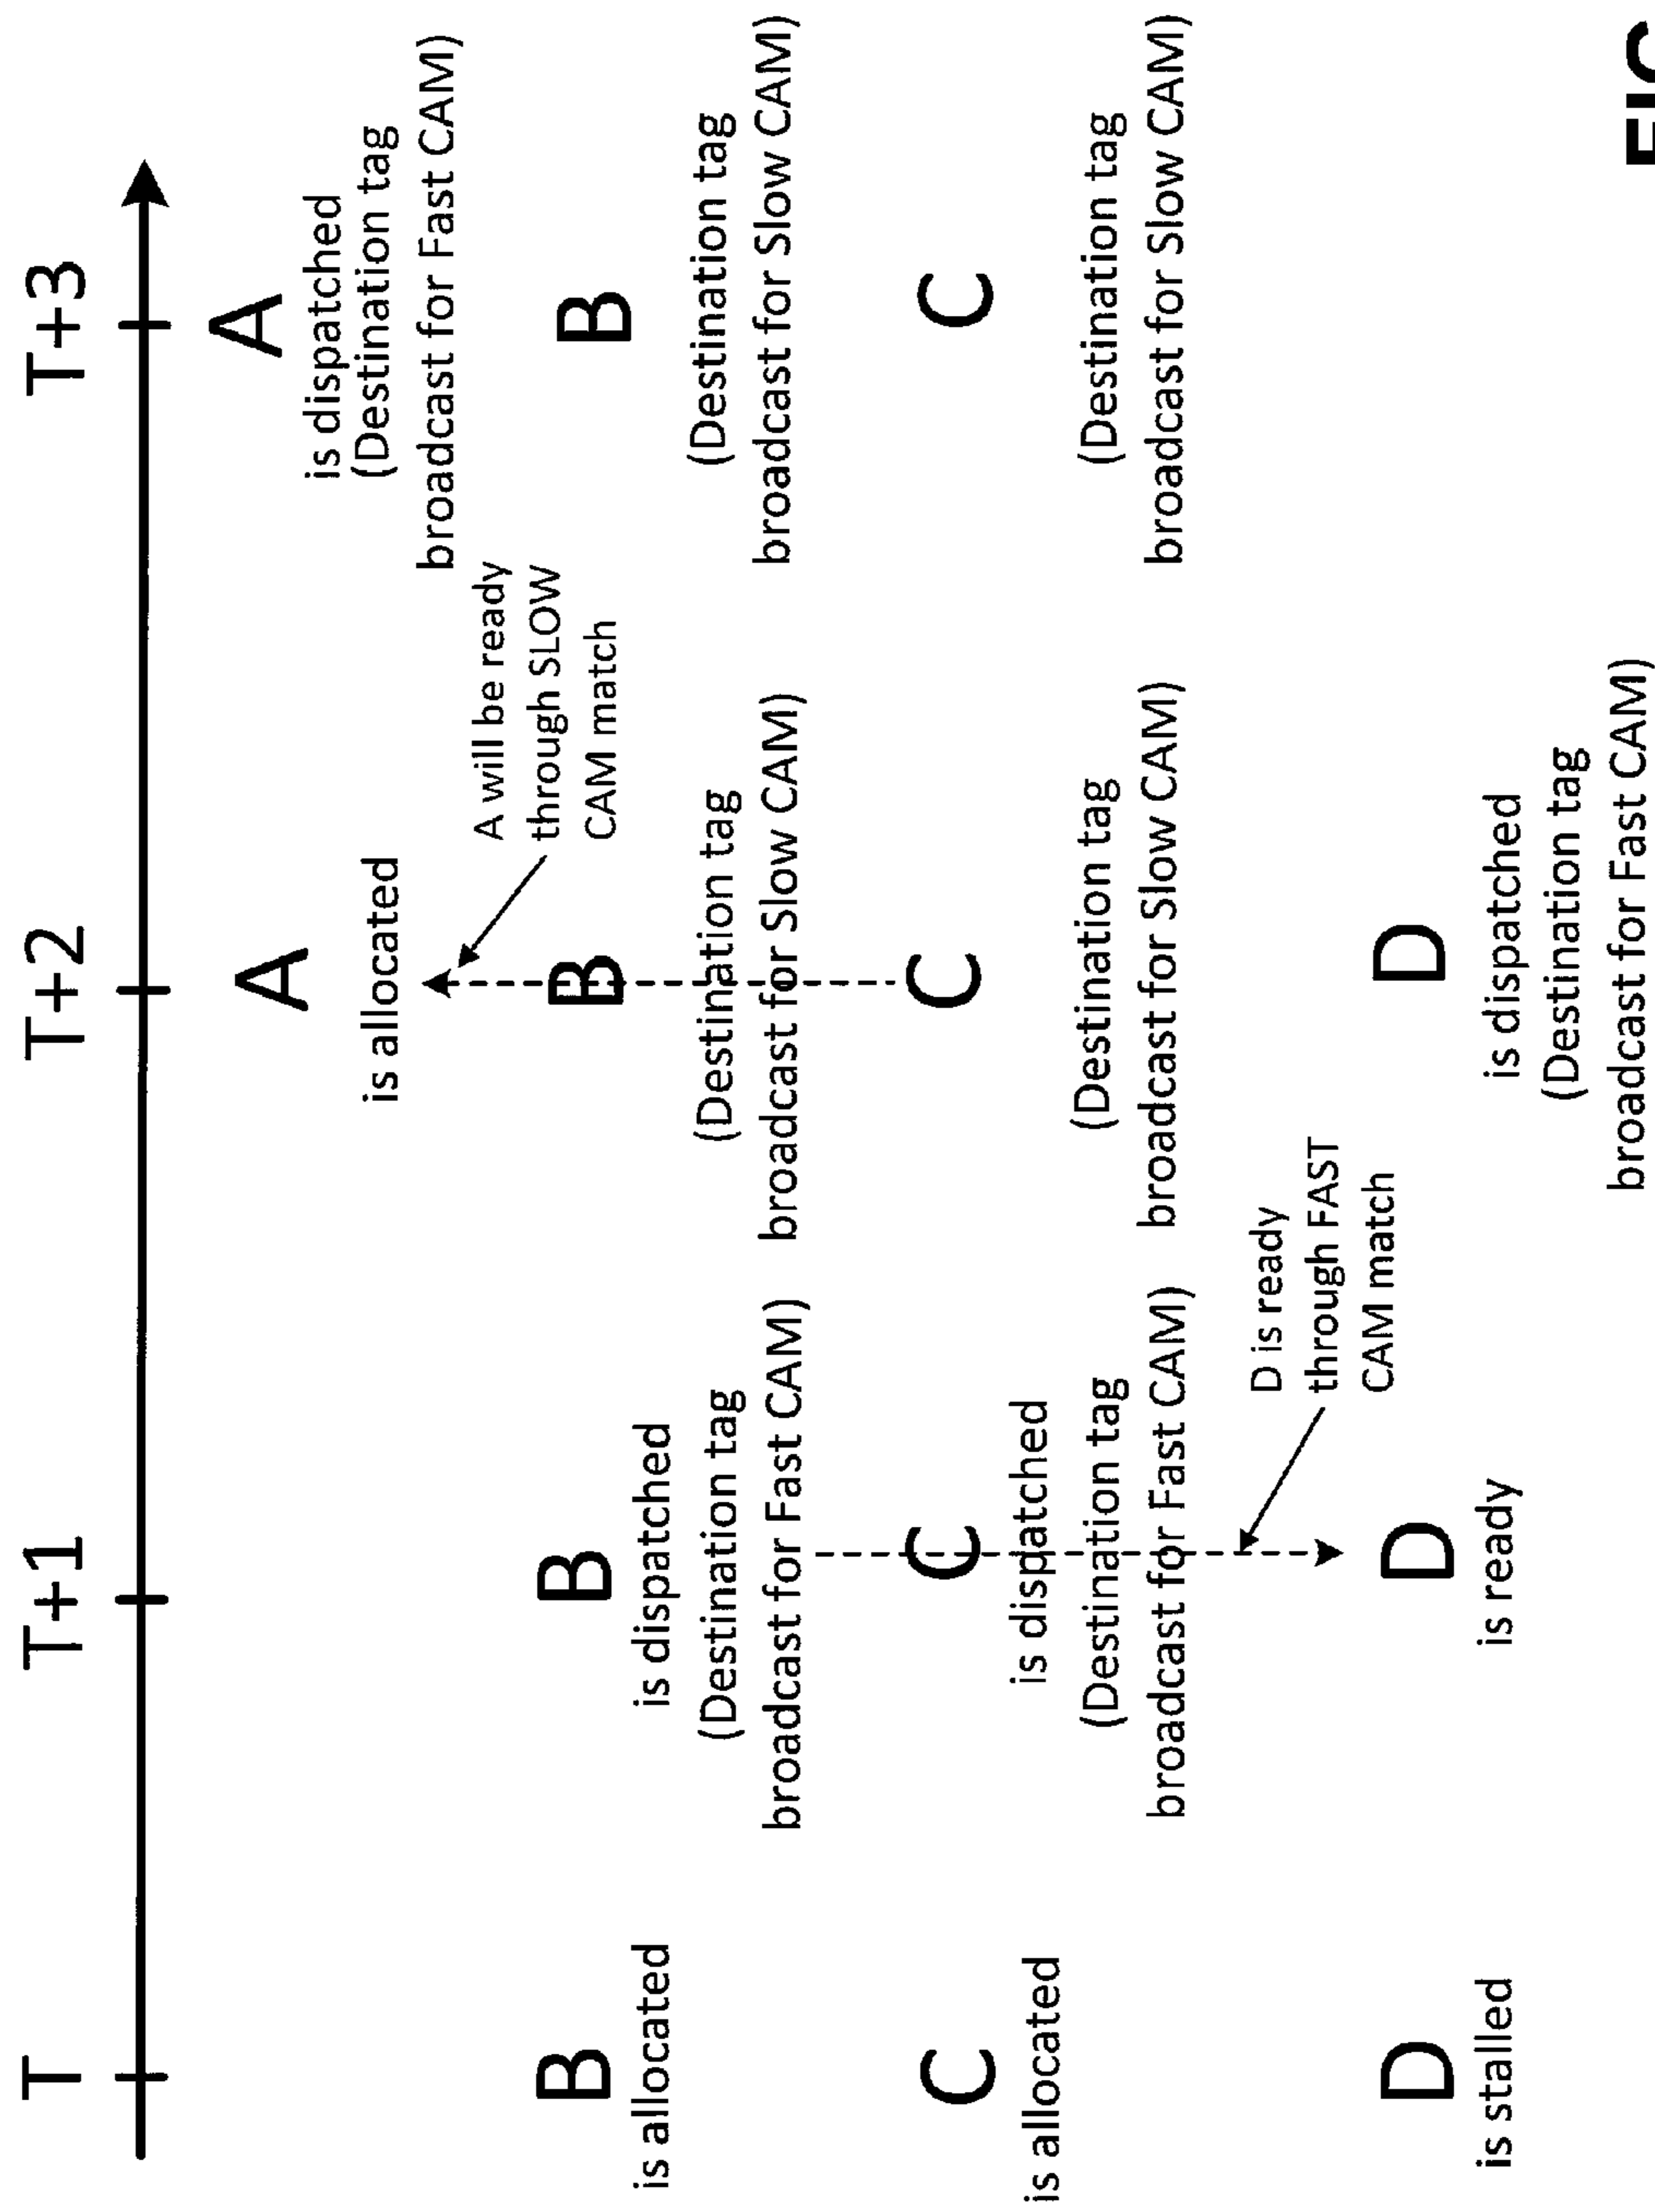 T
T+1
T+2
T+3
B
is allocated
C
is allocated
D
is stalled
B
is dispatched
(Destination tag
broadcast for Fast CAM)
C
is dispatched
(Destination tag
broadcast for Fast CAM)
D is ready
through FAST
CAM match
D
is ready
A
is allocated
A will be ready
through SLOW
CAM match
B
(Destination tag
broadcast for Slow CAM)
C
(Destination tag
broadcast for Slow CAM)
D
is dispatched
(Destination tag
broadcast for Fast CAM)
A
is dispatched
(Destination tag
broadcast for Fast CAM)
B
(Destination tag
broadcast for Slow CAM)
C
(Destination tag
broadcast for Slow CAM)